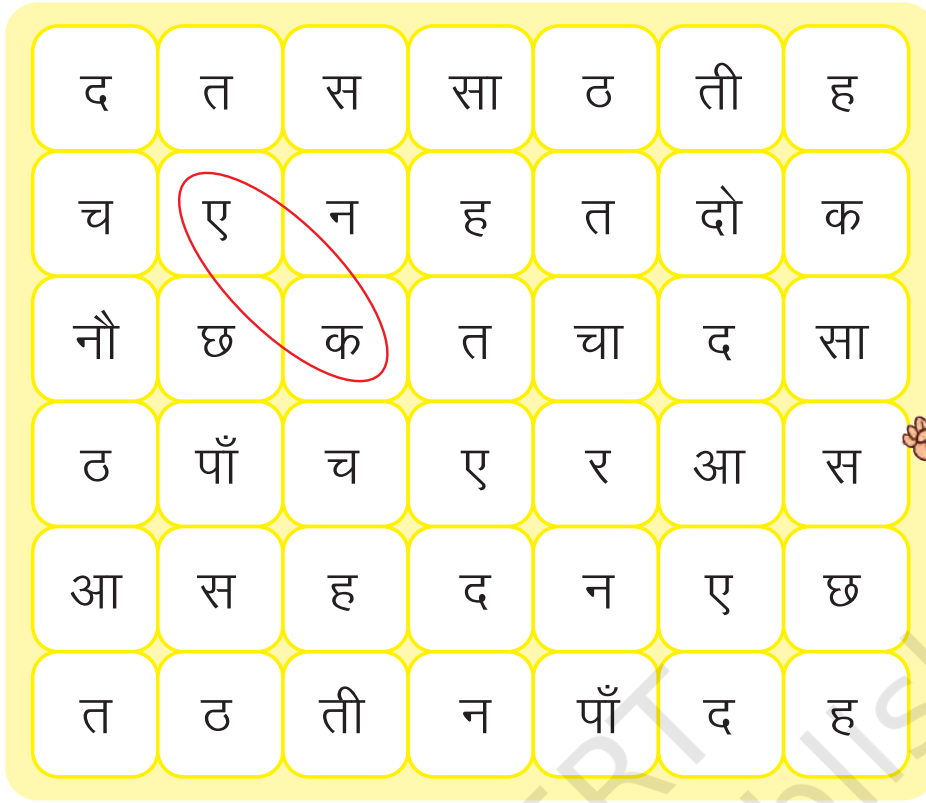 द त स सा ठ ती ह
च ए न ह त दो क
नौ छ क त चा द सा
ठ पाँ च ए र आ स
आ स ह द न ए छ
त ठ ती न पाँ द ह